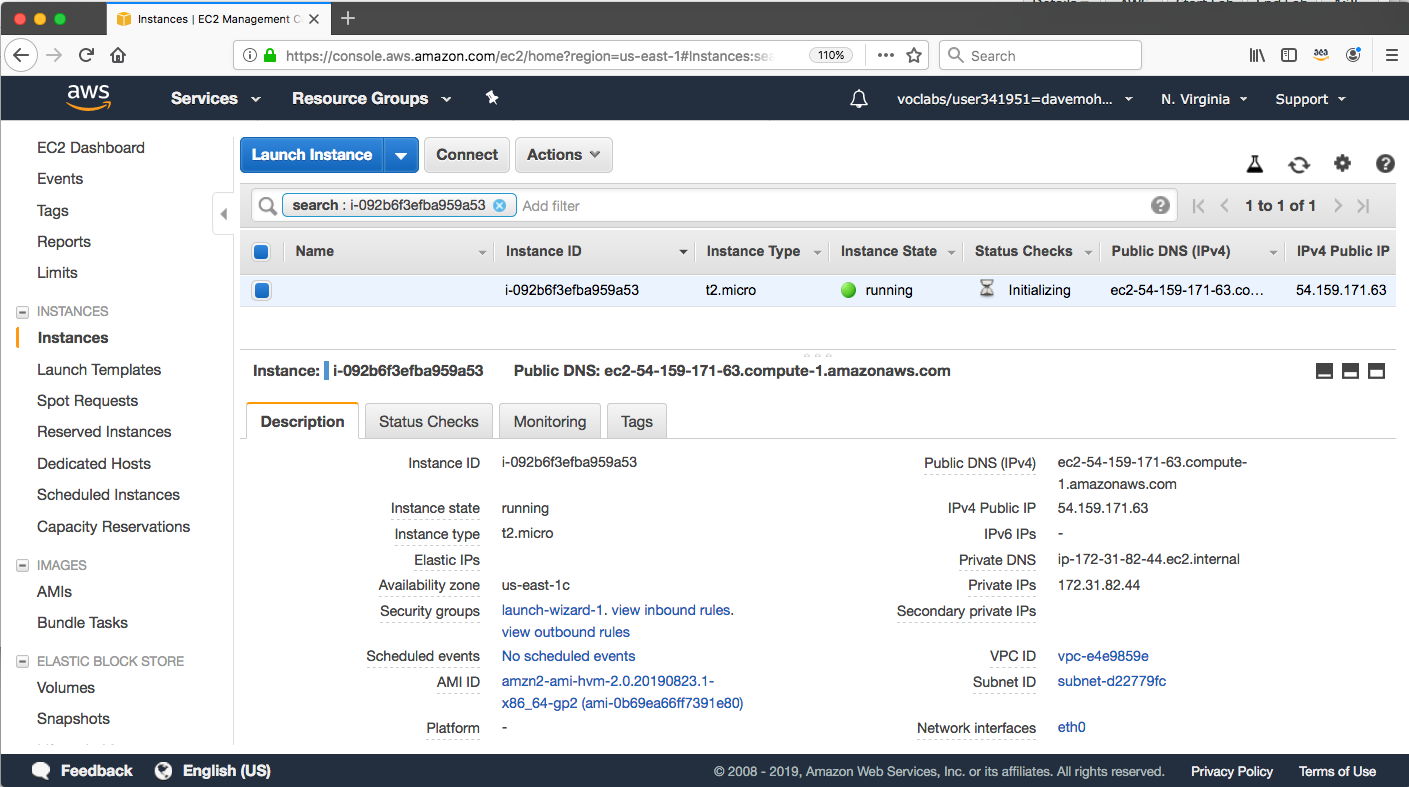 Instances | EC2 Management C
https://console.aws.amazon.com/ec2/home?region=us-east-1#Instances:sea
110%
Search
aws
Services
Resource Groups
voclabs/user341951=davemoh...
N. Virginia
Support
EC2 Dashboard
Events
Tags
Reports
Limits
INSTANCES
Instances
Launch Templates
Spot Requests
Reserved Instances
Dedicated Hosts
Scheduled Instances
Capacity Reservations
IMAGES
AMIs
Bundle Tasks
ELASTIC BLOCK STORE
Volumes
Snapshots
Launch Instance
Connect
Actions
search : i-092b6f3efba959a53
Add filter
1 to 1 of 1
Name
Instance ID
Instance Type
Instance State
Status Checks
Public DNS (IPv4)
IPv4 Public IP
i-092b6f3efba959a53
t2.micro
running
Initializing
ec2-54-159-171-63.co...
54.159.171.63
Instance: i-092b6f3efba959a53
Public DNS: ec2-54-159-171-63.compute-1.amazonaws.com
Description
Status Checks
Monitoring
Tags
Instance ID i-092b6f3efba959a53
Instance state running
Instance type t2.micro
Elastic IPs
Availability zone us-east-1c
Security groups launch-wizard-1. view inbound rules.
view outbound rules
Scheduled events No scheduled events
AMI ID amzn2-ami-hvm-2.0.20190823.1-
x86_64-gp2 (ami-0b69ea66ff7391e80)
Platform -
Public DNS (IPv4) ec2-54-159-171-63.compute-
1.amazonaws.com
IPv4 Public IP 54.159.171.63
IPv6 IPs -
Private DNS ip-172-31-82-44.ec2.internal
Private IPs 172.31.82.44
Secondary private IPs
VPC ID vpc-e4e9859e
Subnet ID subnet-d22779fc
Network interfaces eth0
Feedback
English (US)
© 2008 - 2019, Amazon Web Services, Inc. or its affiliates. All rights reserved.
Privacy Policy
Terms of Use